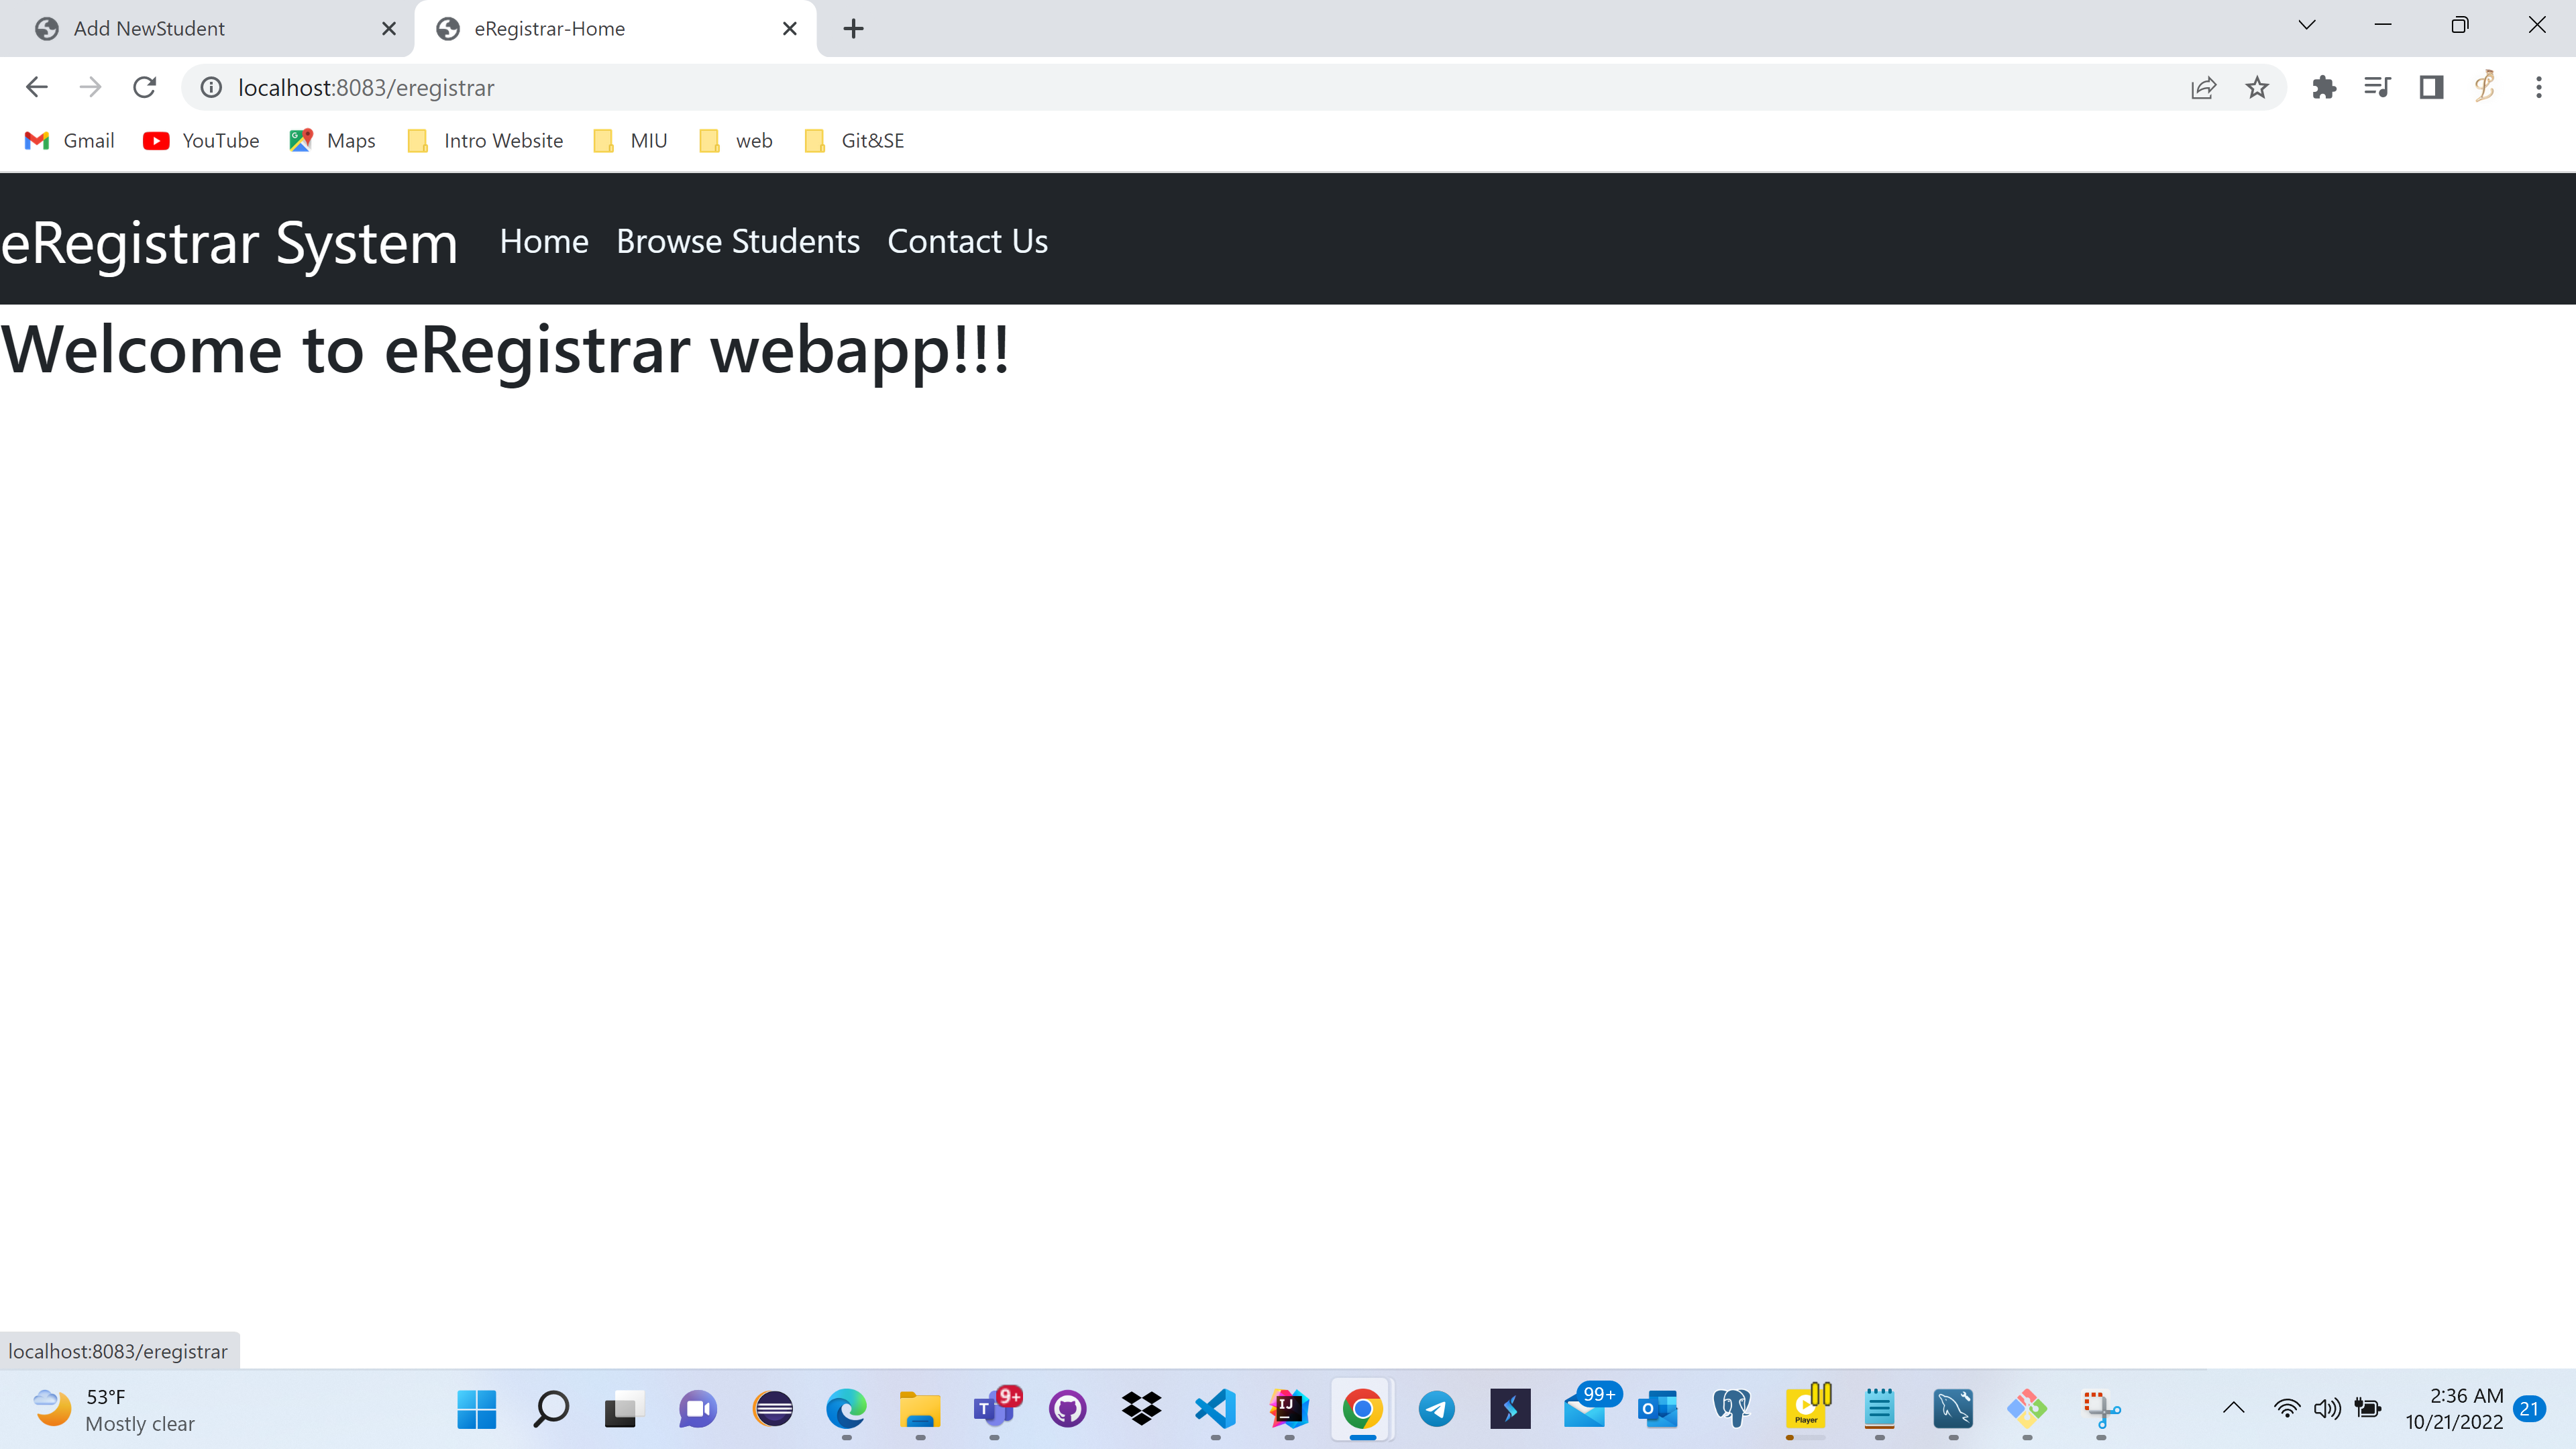 Add NewStudent
eRegistrar-Home
localhost:8083/eregistrar
Gmail YouTube Maps Intro Website MIU web Git&SE
eRegistrar System Home Browse Students Contact Us
Welcome to eRegistrar webapp!!!
localhost:8083/eregistrar
53°F
Mostly clear
T
9+
IJ
99+
O
Player
2:36 AM
10/21/2022
21